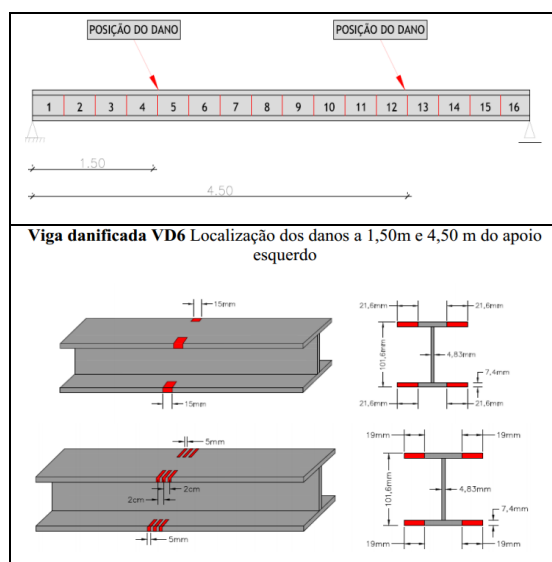 POSIÇÃO DO DANO POSIÇÃO DO DANO
1 2 3 4 5 6 7 8 9 10 11 12 13 14 15 16
1.50
4.50
Viga danificada VD6 Localização dos danos a 1,50m e 4,50 m do apoio
esquerdo
15mm
21,6mm 21,6mm
101,6mm
4,83mm
7,4mm
15mm
21,6mm 21,6mm
5mm
19mm 19mm
2cm
2cm
101,6mm
4,83mm
7,4mm
5mm
19mm 19mm